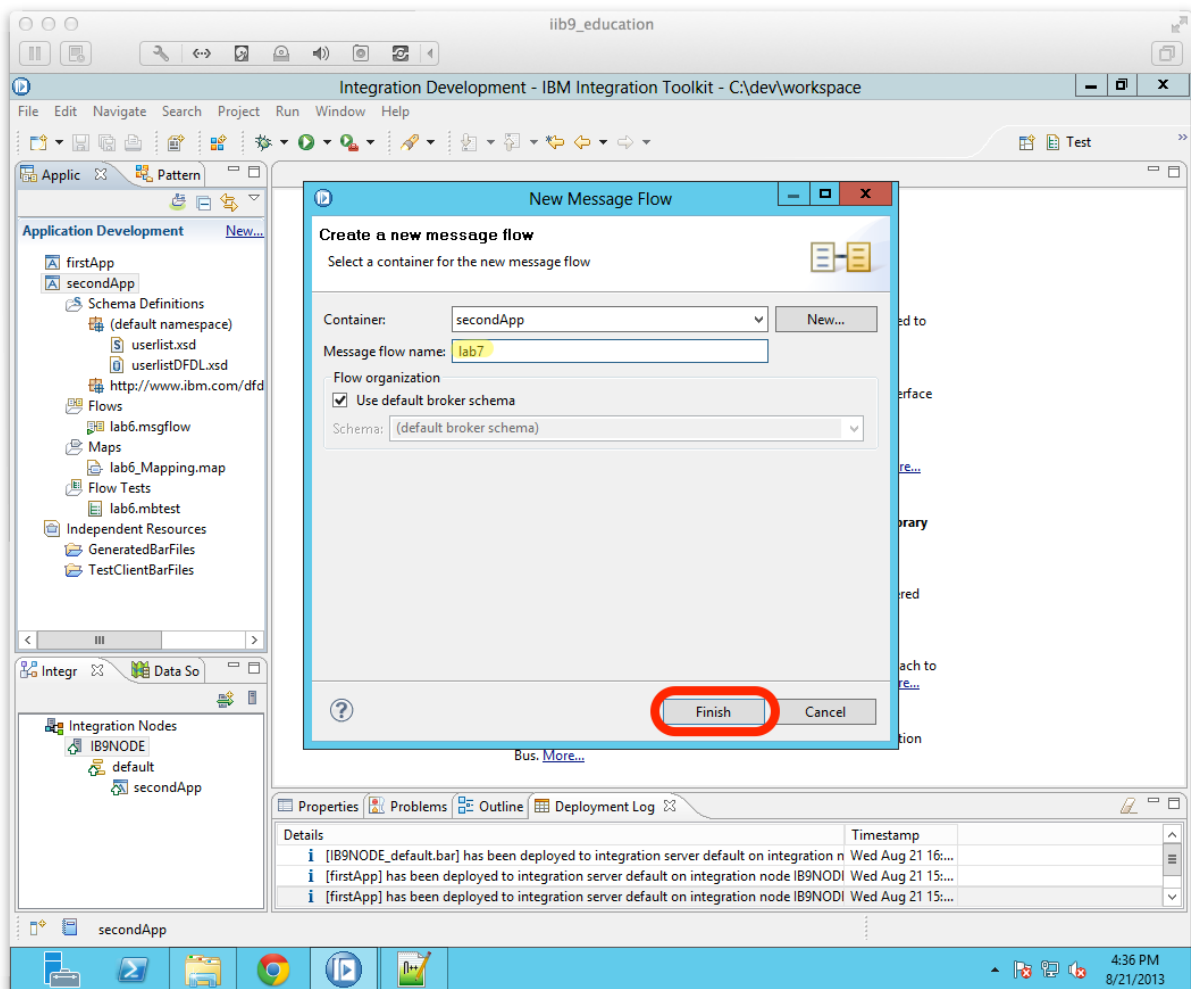 iib9_education
Integration Development - IBM Integration Toolkit - C:\dev\workspace
File Edit Navigate Search Project Run Window Help
Test
Applic
Pattern
Application Development New...
firstApp
secondApp
Schema Definitions
(default namespace)
userlist.xsd
userlistDFDL.xsd
http://www.ibm.com/dfd
Flows
lab6.msgflow
Maps
lab6_Mapping.map
Flow Tests
lab6.mbtest
Independent Resources
GeneratedBarFiles
TestClientBarFiles
New Message Flow
Create a new message flow
Select a container for the new message flow
Container: secondApp New...
Message flow name: lab7
Flow organization
Use default broker schema
Schema: (default broker schema)
Finish Cancel
ed to
erface
re...
brary
ered
ach to
re...
tion
Bus. More...
Integr
Data So
Integration Nodes
IB9NODE
default
secondApp
Properties Problems Outline Deployment Log
Details Timestamp
[IB9NODE_default.bar] has been deployed to integration server default on integration n Wed Aug 21 16:...
[firstApp] has been deployed to integration server default on integration node IB9NODI Wed Aug 21 15:...
[firstApp] has been deployed to integration server default on integration node IB9NODI Wed Aug 21 15:...
secondApp
4:36 PM
8/21/2013